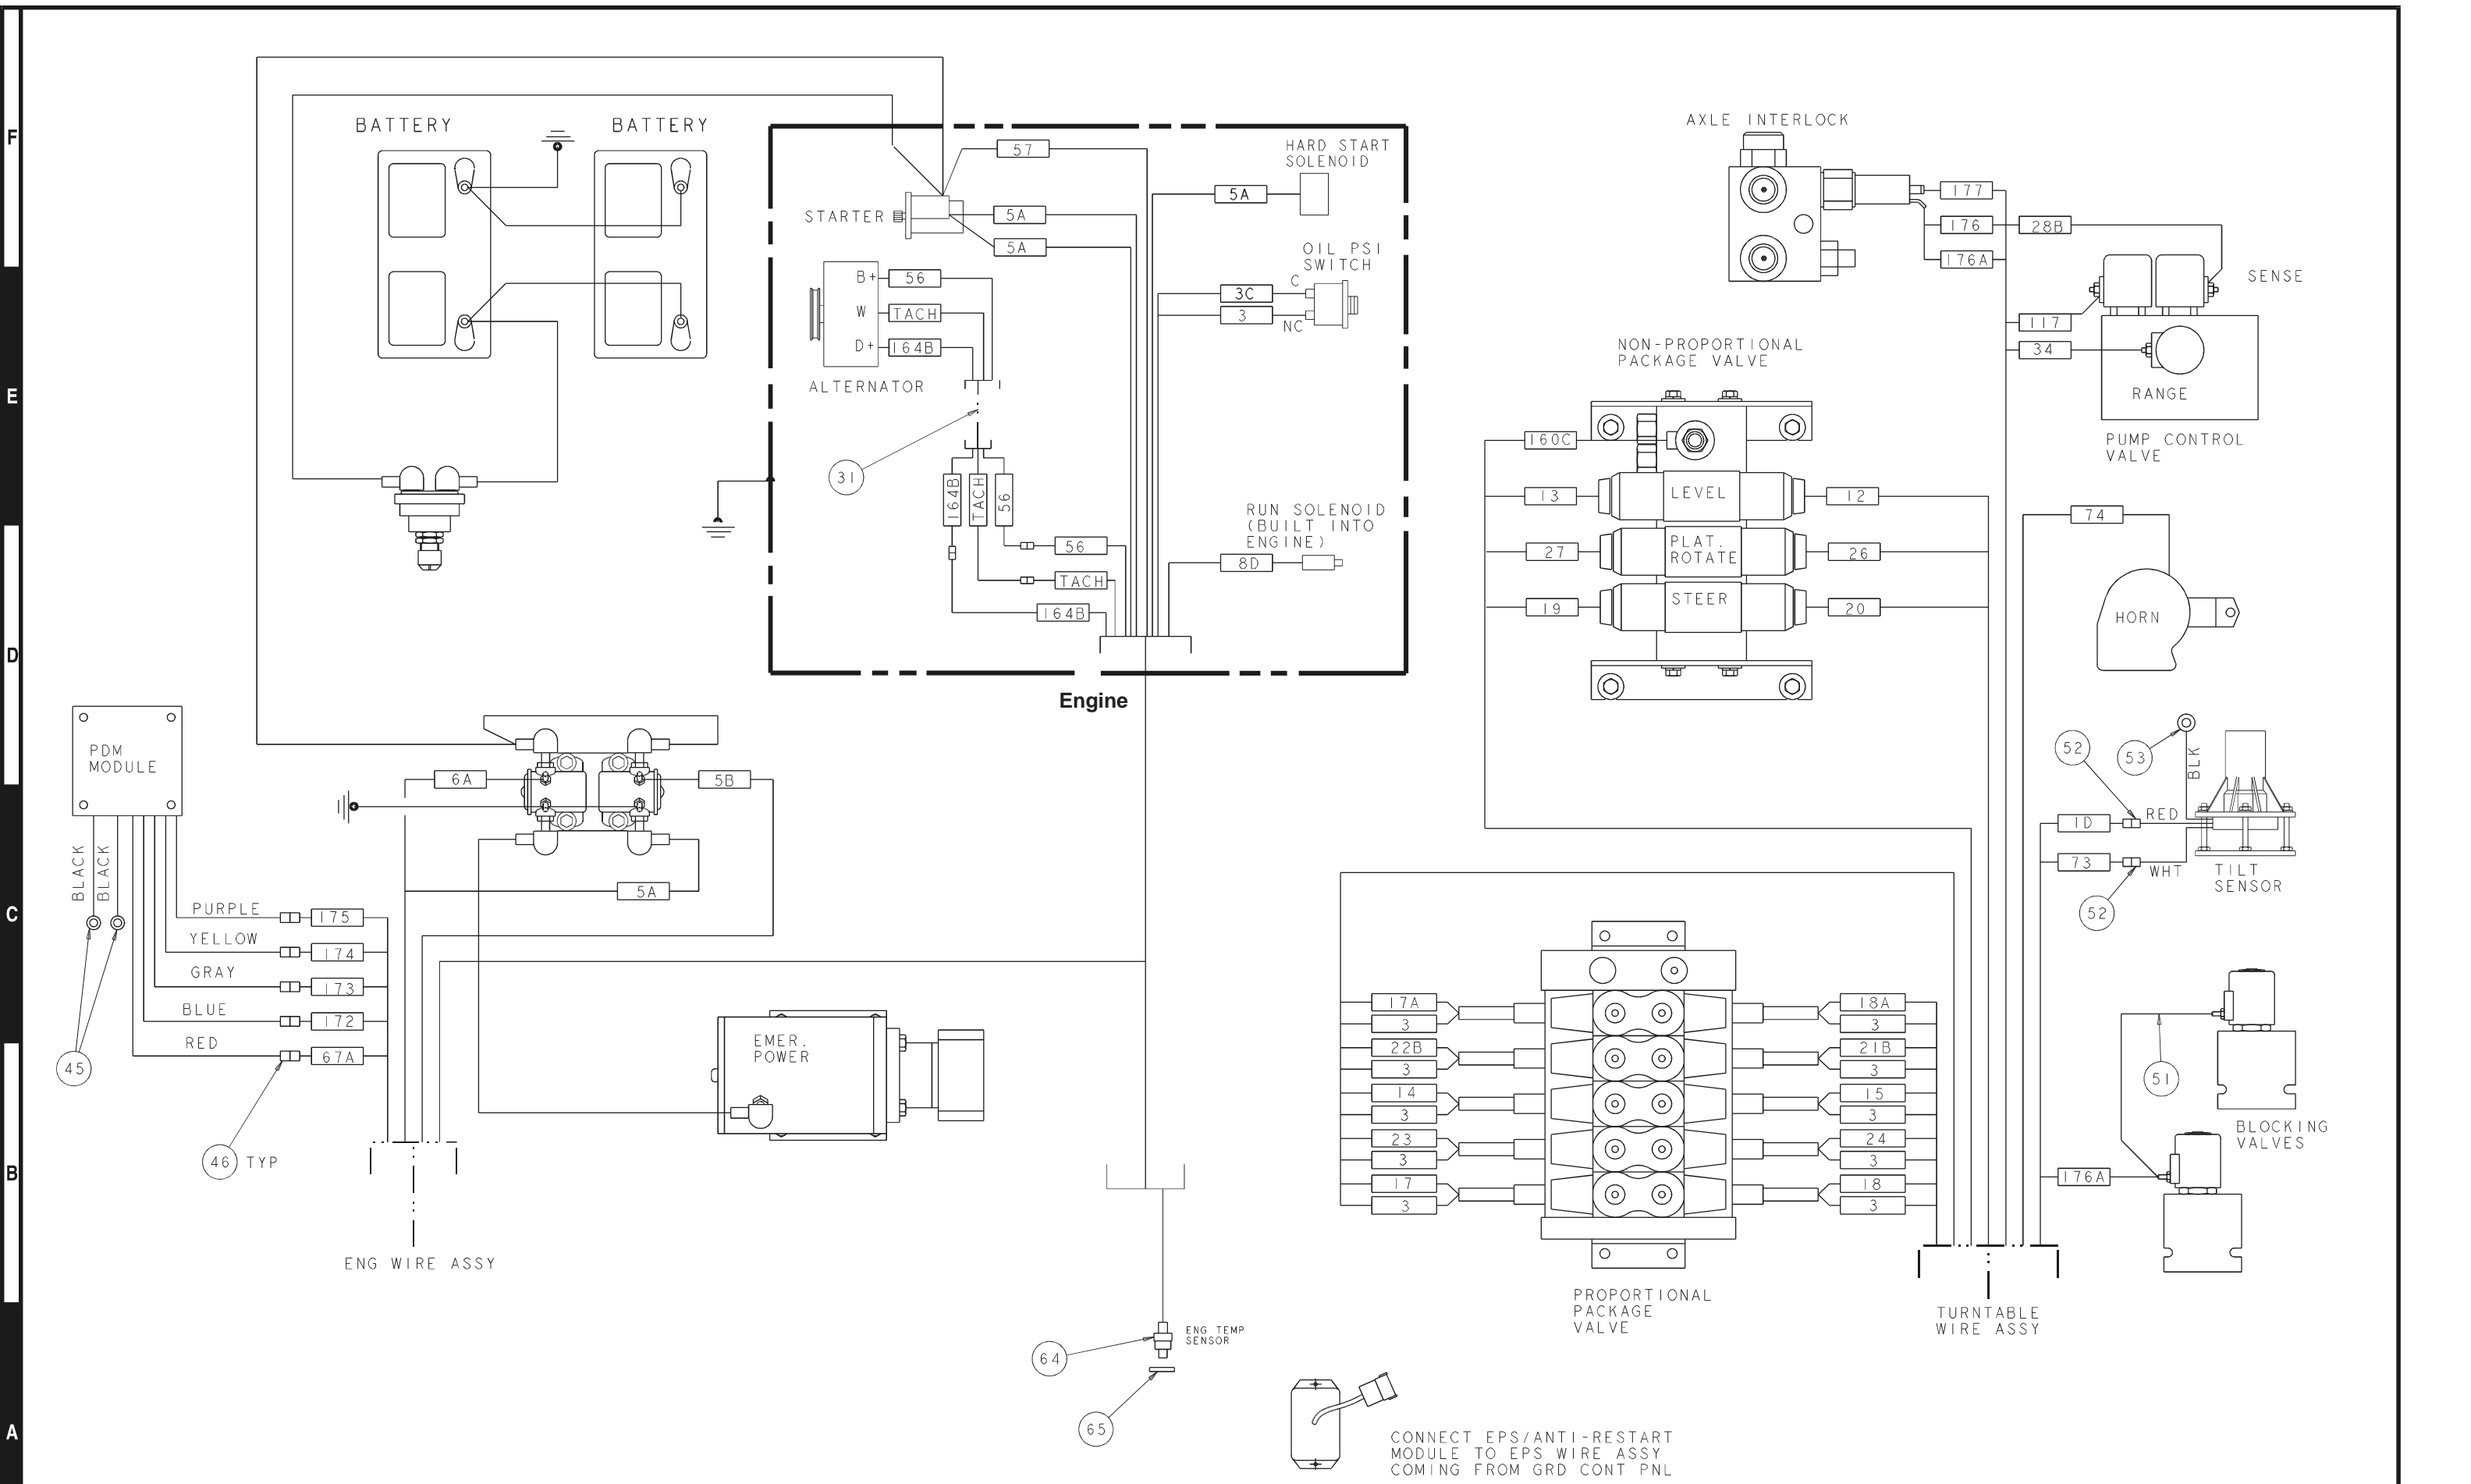 F
E
D
C
B
A
BATTERY
BATTERY
STARTER
57
5A
5A
HARD START
SOLENOID
5A
OIL PSI
SWITCH
C
3C
3
NC
B+
56
W
TACH
D+
164B
ALTERNATOR
31
164B
TACH
56
56
TACH
164B
RUN SOLENOID
(BUILT INTO
ENGINE)
8D
Engine
AXLE INTERLOCK
177
176
28B
176A
SENSE
117
34
RANGE
PUMP CONTROL
VALVE
NON-PROPORTIONAL
PACKAGE VALVE
160C
13
LEVEL
12
27
PLAT.
ROTATE
26
19
STEER
20
74
HORN
PDM
MODULE
6A
5B
5A
BLACK
BLACK
PURPLE
175
YELLOW
174
GRAY
173
BLUE
172
RED
67A
45
46 TYP
ENG WIRE ASSY
EMER.
POWER
52
53
BLK
1D
RED
73
WHT
52
TILT
SENSOR
17A
3
22B
3
14
3
23
3
17
3
18A
3
21B
3
15
3
24
3
18
3
PROPORTIONAL
PACKAGE
VALVE
51
BLOCKING
VALVES
176A
TURNTABLE
WIRE ASSY
ENG TEMP
SENSOR
64
65
CONNECT EPS/ANTI-RESTART
MODULE TO EPS WIRE ASSY
COMING FROM GRD CONT PNL